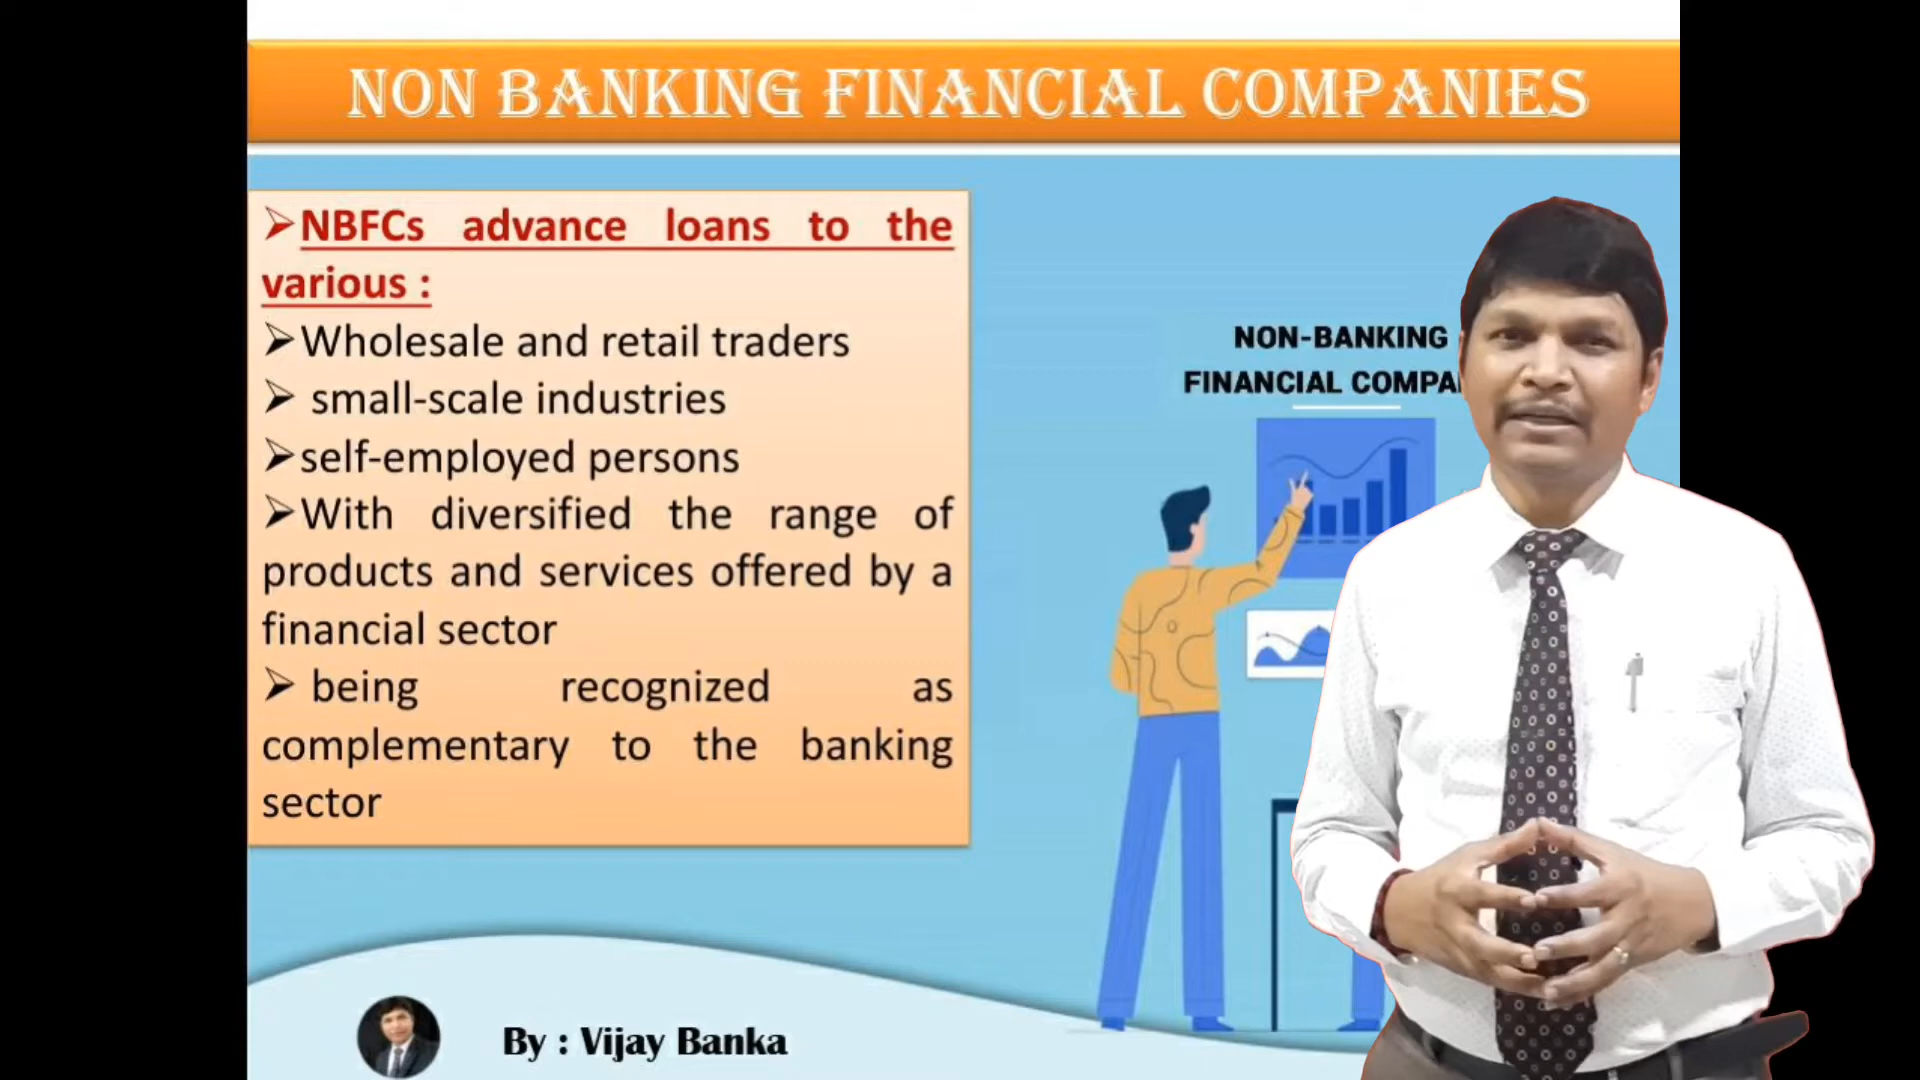 NON BANKING FINANCIAL COMPANIES
➢NBFCs advance loans to the
various :
➢Wholesale and retail traders
➢ small-scale industries
➢self-employed persons
➢With diversified the range of
products and services offered by a
financial sector
➢ being recognized as
complementary to the banking
sector
NON-BANKING
FINANCIAL COMPA
By : Vijay Banka